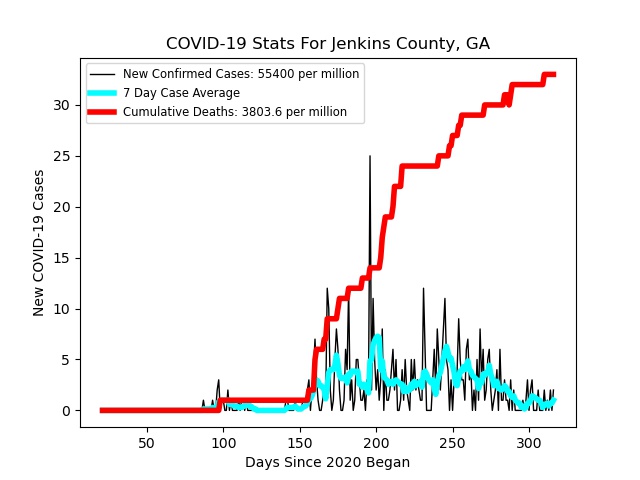 COVID-19 Stats For Jenkins County, GA
New Confirmed Cases: 55400 per million
7 Day Case Average
Cumulative Deaths: 3803.6 per million
New COVID-19 Cases
30
25
20
15
10
5
0
50
100
150
200
250
300
Days Since 2020 Began